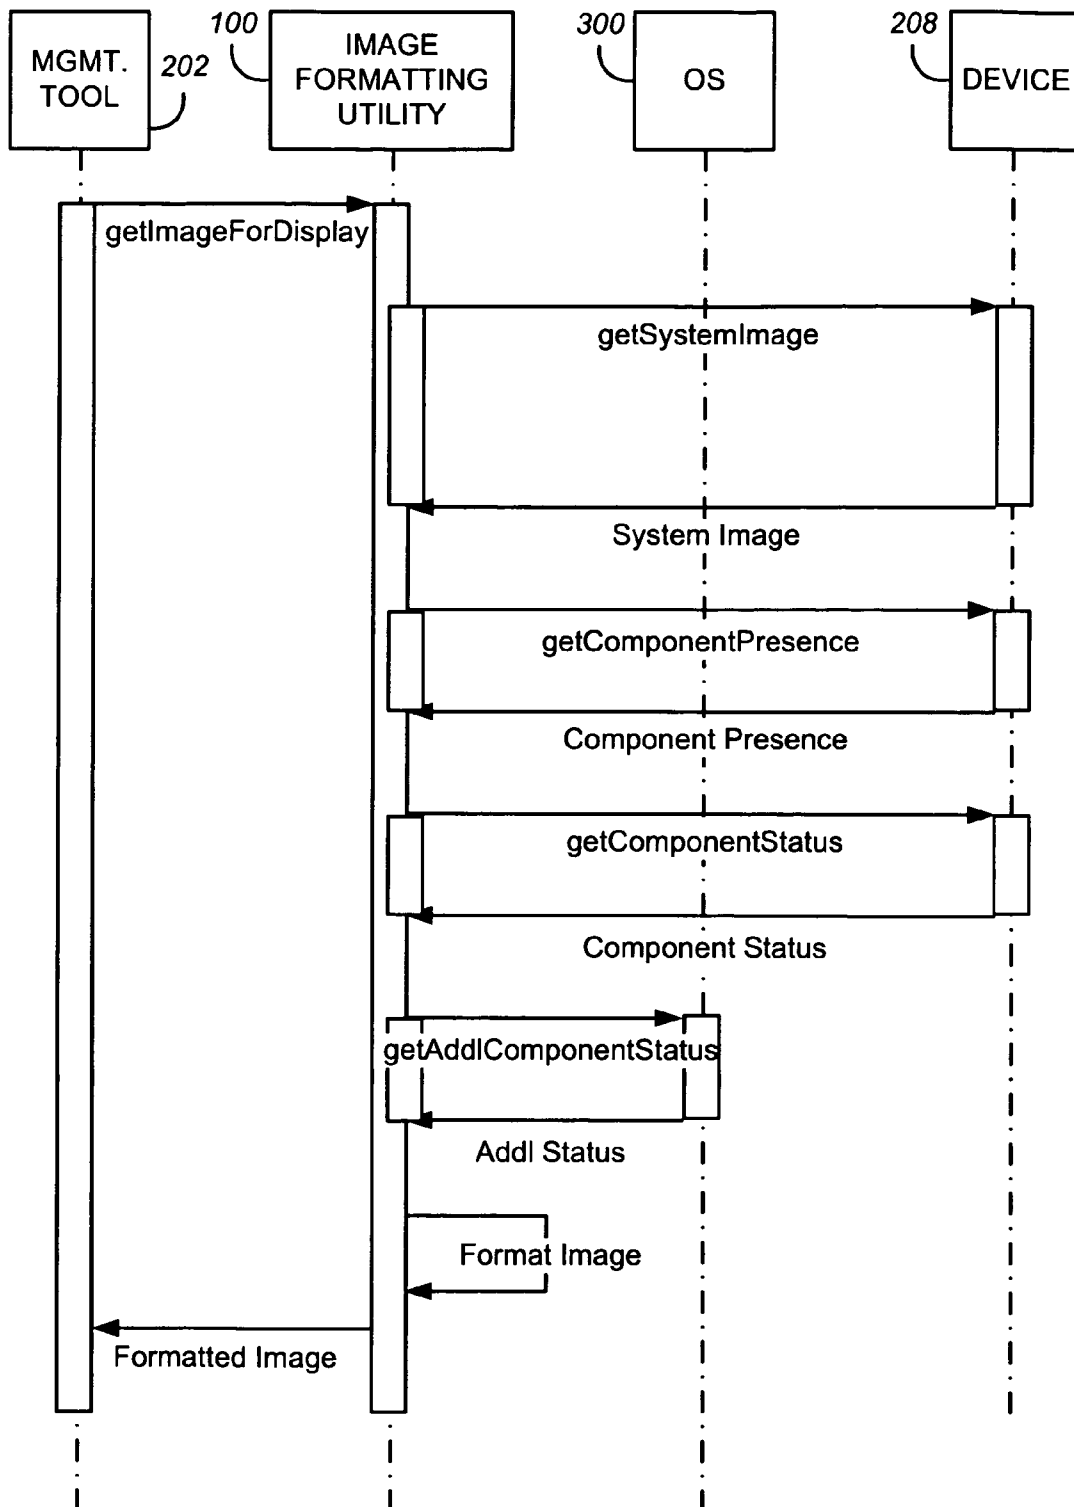 MGMT.
TOOL
202
100
IMAGE
FORMATTING
UTILITY
300
OS
208
DEVICE
getImageForDisplay
getSystemImage
System Image
getComponentPresence
Component Presence
getComponentStatus
Component Status
getAddlComponentStatus
Addl Status
Format Image
Formatted Image